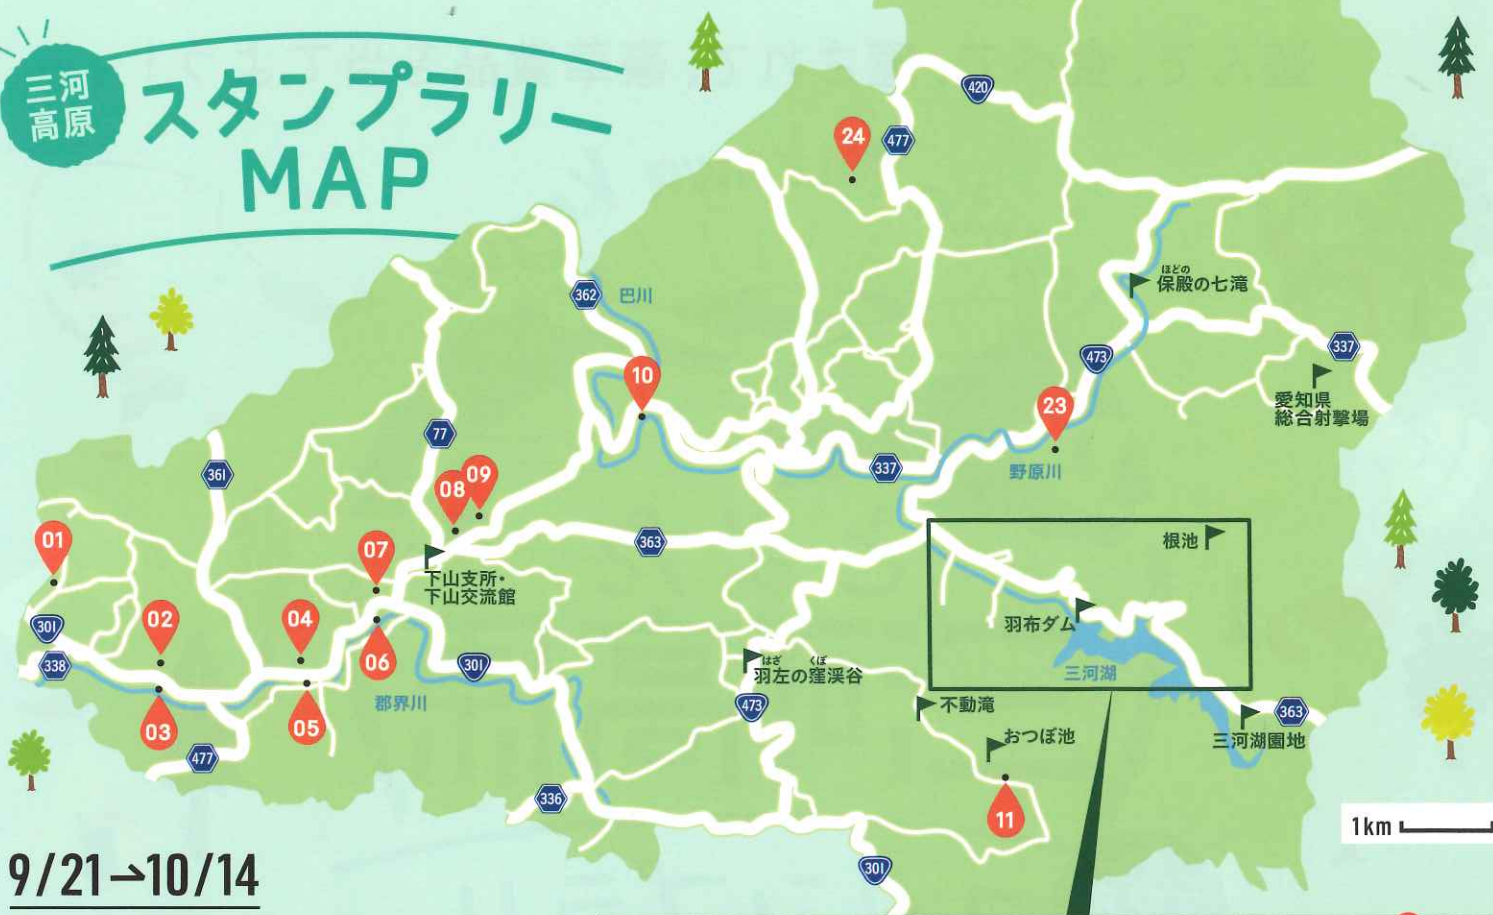 三河
高原
スタンプラリー
MAP
420
24
477
ほどの
保殿の七滝
362
巴川
337
473
10
愛知県
総合射撃場
23
77
361
09
08
337
野原川
01
07
363
根池
下山支所・
下山交流館
02
04
301
羽布ダム
338
06
301
はざ くぼ
羽左の窪渓谷
三河湖
郡界川
03
05
473
不動滝
363
三河湖園地
おつぼ池
477
336
11
1km
301
9/21→10/14